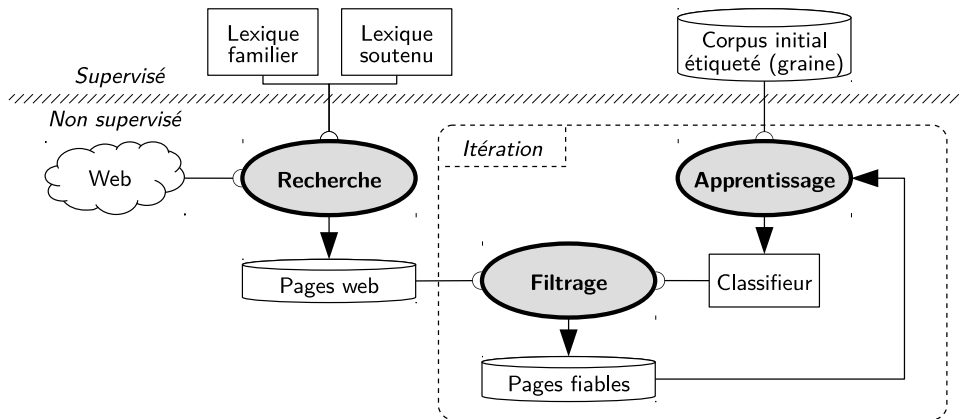 Lexique
familier
Lexique
soutenu
Corpus initial
étiqueté (graine)
Supervisé
Non supervisé
Itération
Web
Recherche
Apprentissage
Pages web
Filtrage
Classifieur
Pages fiables